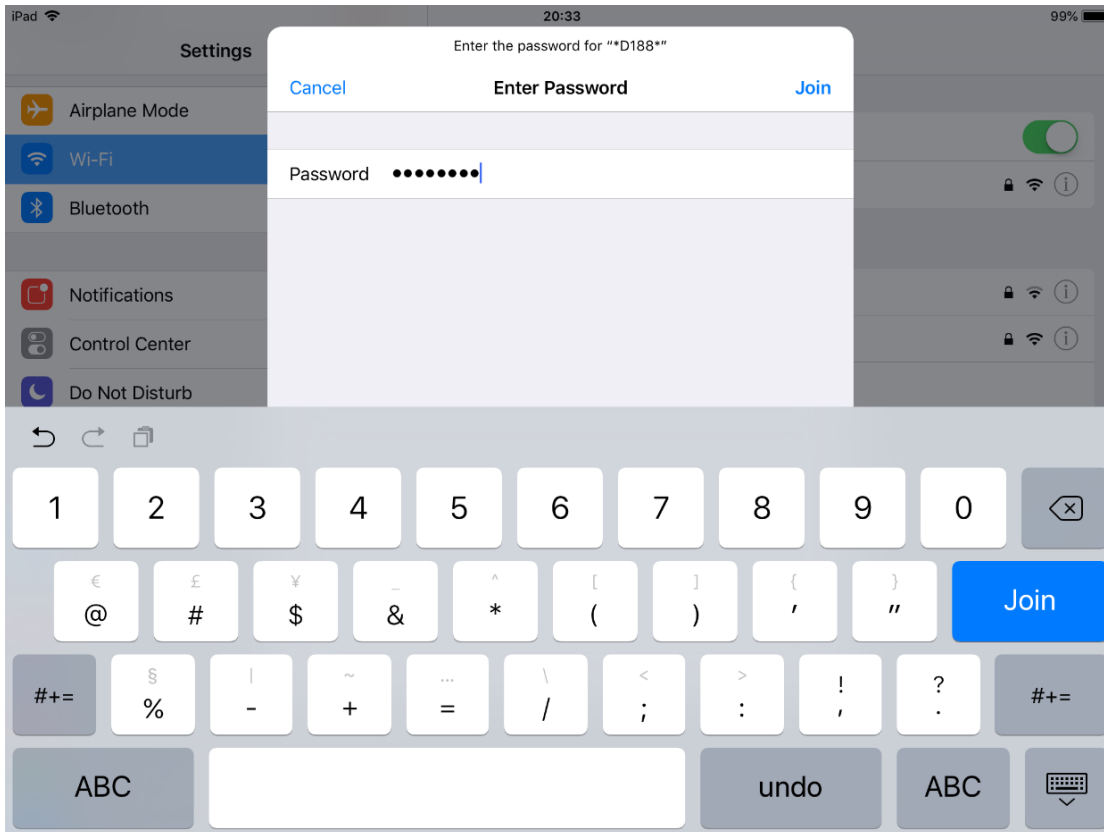 iPad 20:33 99%
Settings
Enter the password for “*D188*”
Cancel Enter Password Join
Airplane Mode
Wi-Fi
Password ••••••••
Bluetooth
Notifications
Control Center
Do Not Disturb
1 2 3 4 5 6 7 8 9 0
€ £ ¥ _ ^ [ ] { }
@ # $ & * ( ) ' "
Join
§ | ~ … \ < > ! ?
#+= % - + = / ; : , . #+=
ABC undo ABC